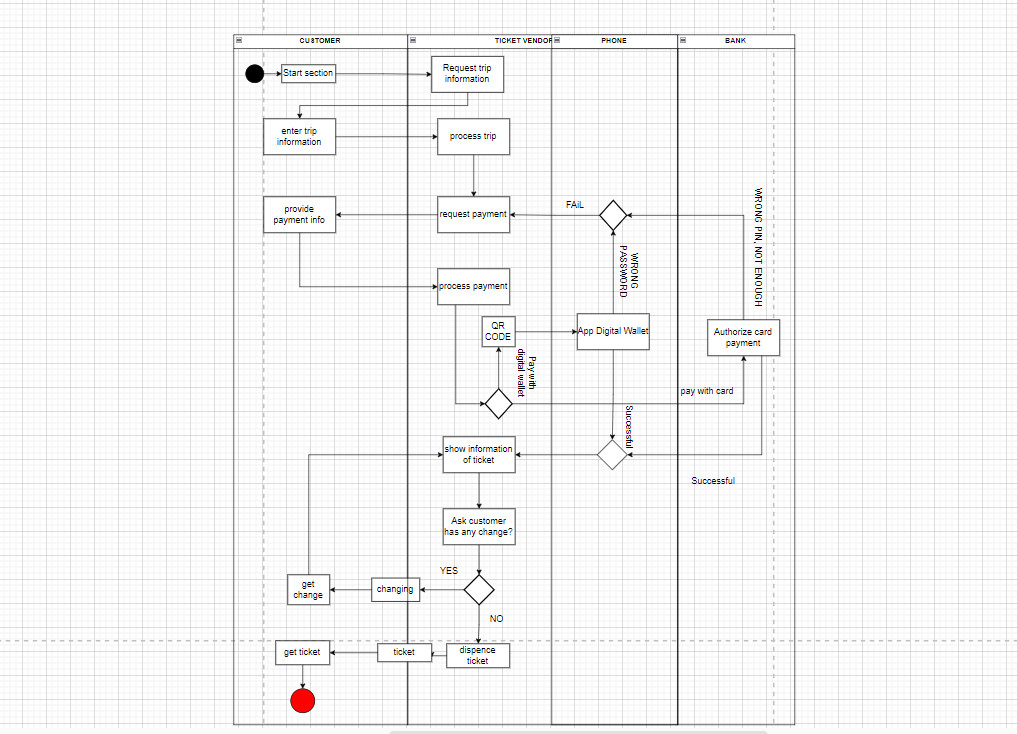 CUSTOMER
TICKET VENDOR
PHONE
BANK
Start section
Request trip
information
enter trip
information
process trip
provide
payment info
request payment
FAiL
WRONG PIN, NOT ENOUGH
WRONG
PASSWORD
process payment
QR
CODE
App Digital Wallet
Authorize card
payment
Pay with
digital wallet
pay with card
Successful
show information
of ticket
Successful
Ask customer
has any change?
YES
get
change
changing
NO
get ticket
ticket
dispence
ticket